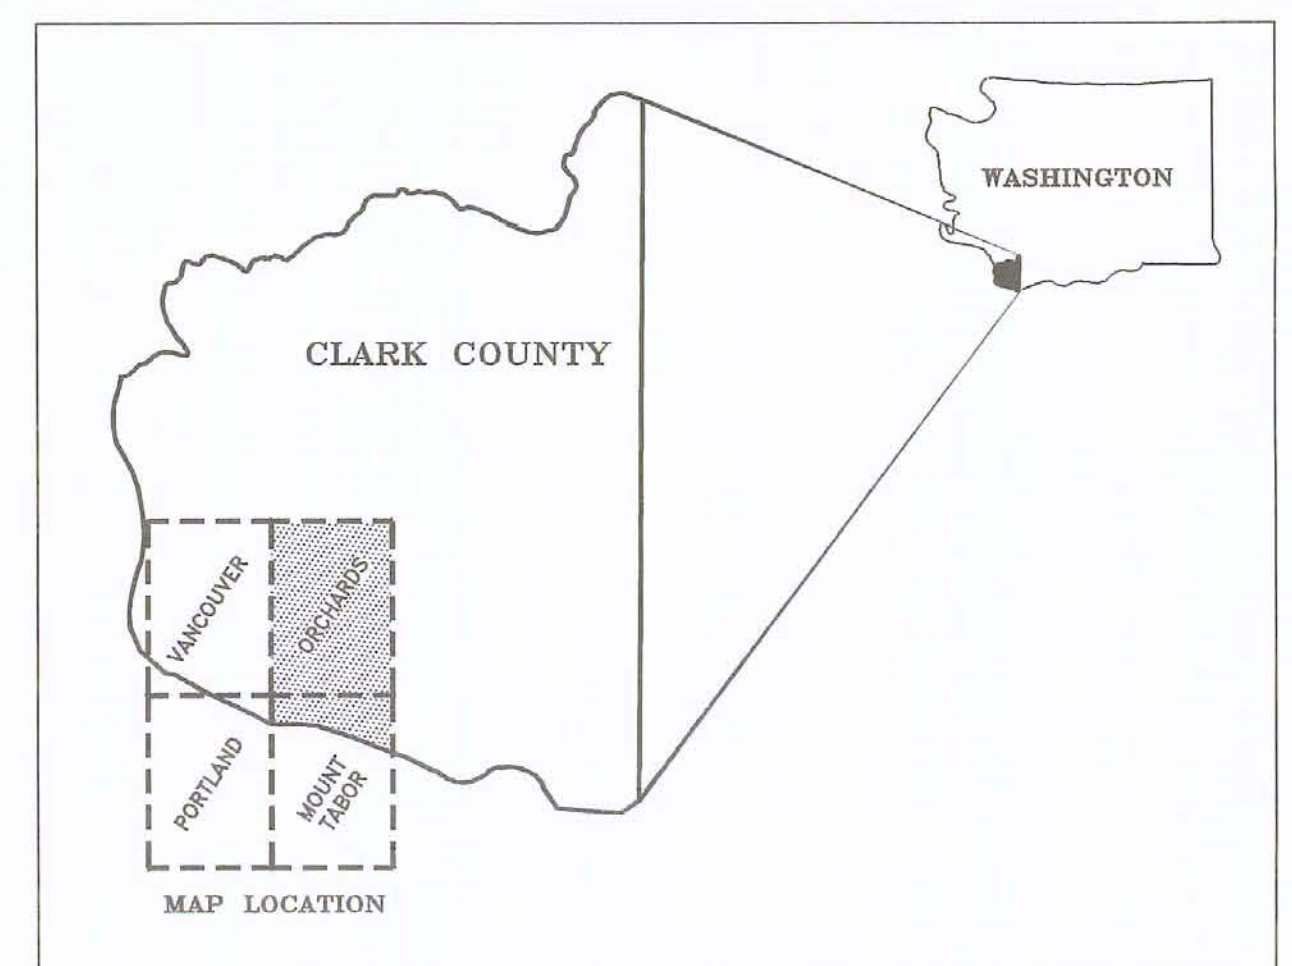 WASHINGTON
CLARK COUNTY
VANCOUVER
ORCHARDS
PORTLAND
MOUNT
TABOR
MAP LOCATION